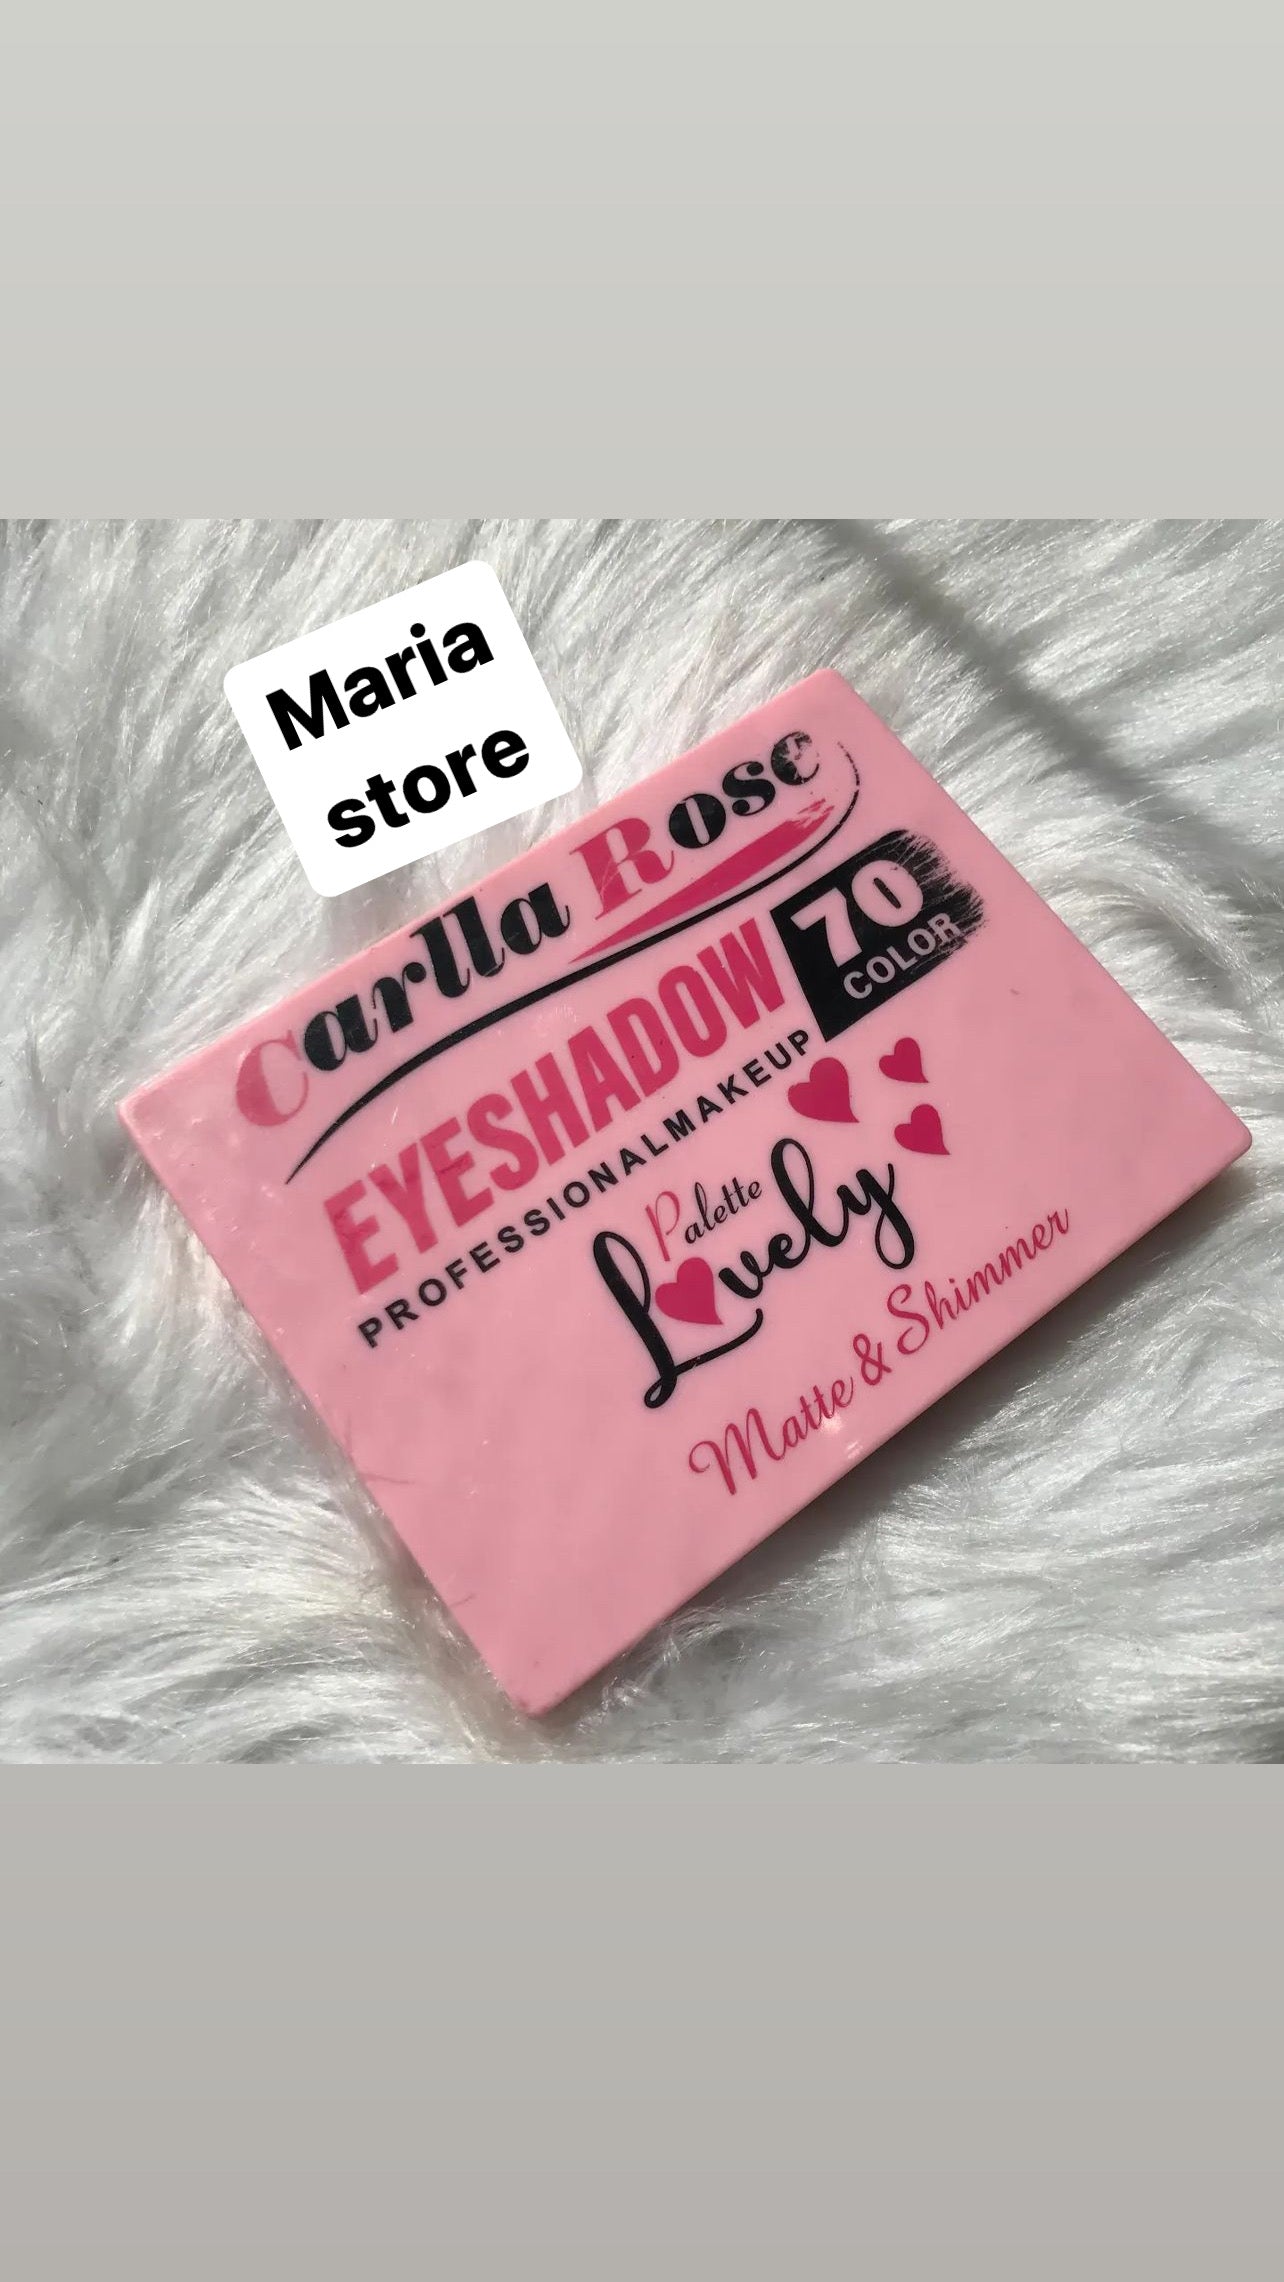 Maria
store
Carlla Rose
EYESHADOW
70
COLOR
PROFESSIONALMAKEUP
Palette
Lovely
Matte & Shimmer